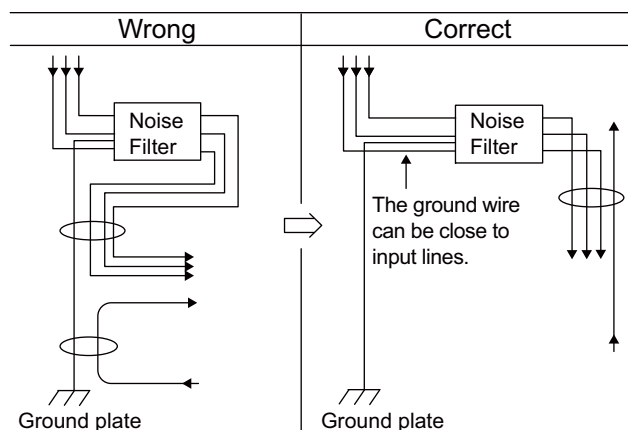 Wrong
Correct
Noise
Filter
Noise
Filter
The ground wire
can be close to
input lines.
Ground plate
Ground plate